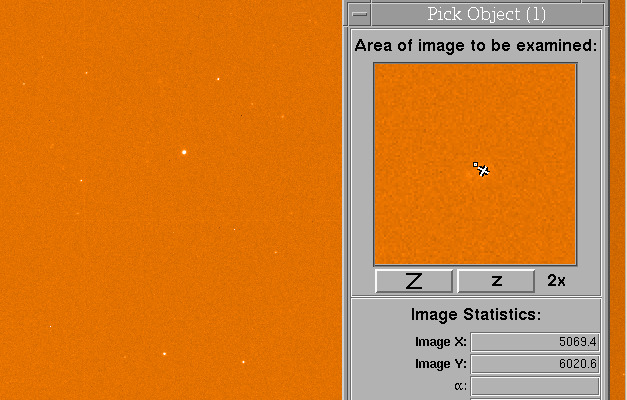 Pick Object (1)
Area of image to be examined:
Z z 2x
Image Statistics:
Image X: 5069.4
Image Y: 6020.6
α: